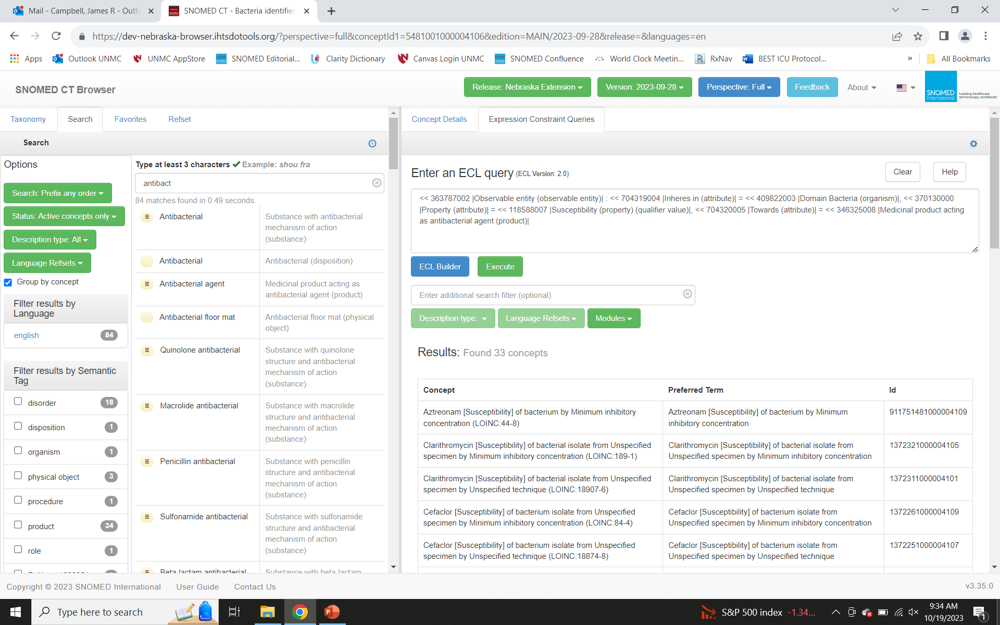 Mail - Campbell, James R - Outlo
SNOMED CT - Bacteria identified
https://dev-nebraska-browser.ihtsdotools.org/?perspective=full&conceptId1=5481001000004106&edition=MAIN/2023-09-28&release=&languages=en
Apps
Outlook UNMC
UNMC AppStore
SNOMED Editorial...
Clarity Dictionary
Canvas Login UNMC
SNOMED Confluence
World Clock Meetin...
RxNav
BEST ICU Protocol...
»
All Bookmarks
SNOMED CT Browser
Release: Nebraska Extension
Version: 2023-09-28
Perspective: Full
Feedback
About
SNOMED
International
Leading healthcare
terminology, worldwide
Taxonomy
Search
Favorites
Refset
Search
Options
Search: Prefix any order
Status: Active concepts only
Description type: All
Language Refsets
Group by concept
Filter results by
Language
english 84
Filter results by Semantic
Tag
disorder 18
disposition 1
organism 1
physical object 3
procedure 1
product 34
role 1
Type at least 3 characters ✔ Example: shou fra
antibact
84 matches found in 0.49 seconds.
Antibacterial
Substance with antibacterial
mechanism of action
(substance)
Antibacterial
Antibacterial (disposition)
Antibacterial agent
Medicinal product acting as
antibacterial agent (product)
Antibacterial floor mat
Antibacterial floor mat (physical
object)
Quinolone antibacterial
Substance with quinolone
structure and antibacterial
mechanism of action
(substance)
Macrolide antibacterial
Substance with macrolide
structure and antibacterial
mechanism of action
(substance)
Penicillin antibacterial
Substance with penicillin
structure and antibacterial
mechanism of action
(substance)
Sulfonamide antibacterial
Substance with sulfonamide
structure and antibacterial
mechanism of action
(substance)
Beta lactam antibacterial
Substance with beta lactam
Concept Details
Expression Constraint Queries
Enter an ECL query (ECL Version: 2.0)
Clear
Help
<< 363787002 |Observable entity (observable entity)| : << 704319004 |Inheres in (attribute)| = << 409822003 |Domain Bacteria (organism)|, << 370130000
|Property (attribute)| = << 118588007 |Susceptibility (property) (qualifier value)|, << 704320005 |Towards (attribute)| = << 346325008 |Medicinal product acting
as antibacterial agent (product)|
ECL Builder
Execute
Enter additional search filter (optional)
Description type:
Language Refsets
Modules
Results: Found 33 concepts
Concept
Preferred Term
Id
Aztreonam [Susceptibility] of bacterium by Minimum inhibitory
concentration (LOINC:44-8)
Aztreonam [Susceptibility] of bacterium by Minimum
inhibitory concentration
911751481000004109
Clarithromycin [Susceptibility] of bacterial isolate from Unspecified
specimen by Minimum inhibitory concentration (LOINC:189-1)
Clarithromycin [Susceptibility] of bacterial isolate from
Unspecified specimen by Minimum inhibitory concentration
1372321000004105
Clarithromycin [Susceptibility] of bacterial isolate from Unspecified
specimen by Unspecified technique (LOINC:18907-6)
Clarithromycin [Susceptibility] of bacterial isolate from
Unspecified specimen by Unspecified technique
1372311000004101
Cefaclor [Susceptibility] of bacterium isolate from Unspecified
specimen by Minimum inhibitory concentration (LOINC:84-4)
Cefaclor [Susceptibility] of bacterium isolate from
Unspecified specimen by Minimum inhibitory concentration
1372261000004109
Cefaclor [Susceptibility] of bacterium isolate from Unspecified
specimen by Unspecified technique (LOINC:18874-8)
Cefaclor [Susceptibility] of bacterium isolate from
Unspecified specimen by Unspecified technique
1372251000004107
Copyright © 2023 SNOMED International
User Guide
Contact Us
v3.35.0
Type here to search
S&P 500 index -1.34...
9:34 AM
10/19/2023
1